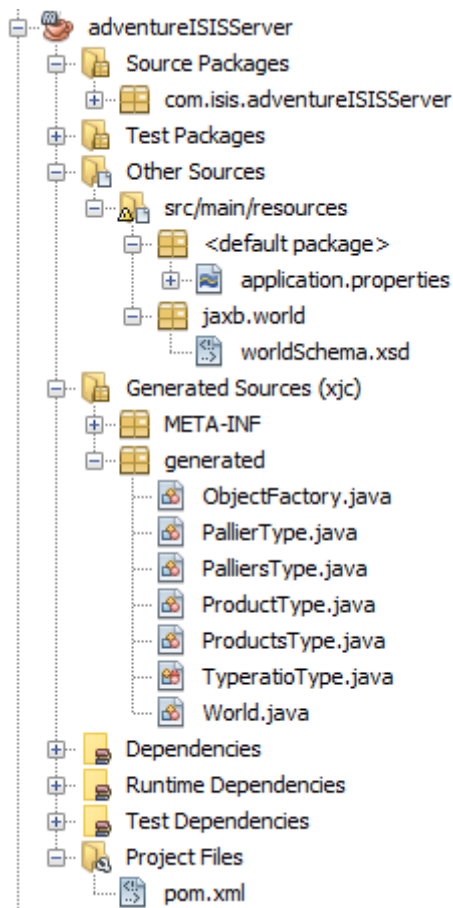 adventureISISServer
Source Packages
com.isis.adventureISISServer
Test Packages
Other Sources
src/main/resources
<default package>
application.properties
jaxb.world
worldSchema.xsd
Generated Sources (xjc)
META-INF
generated
ObjectFactory.java
PallierType.java
PalliersType.java
ProductType.java
ProductsType.java
TyperatioType.java
World.java
Dependencies
Runtime Dependencies
Test Dependencies
Project Files
pom.xml